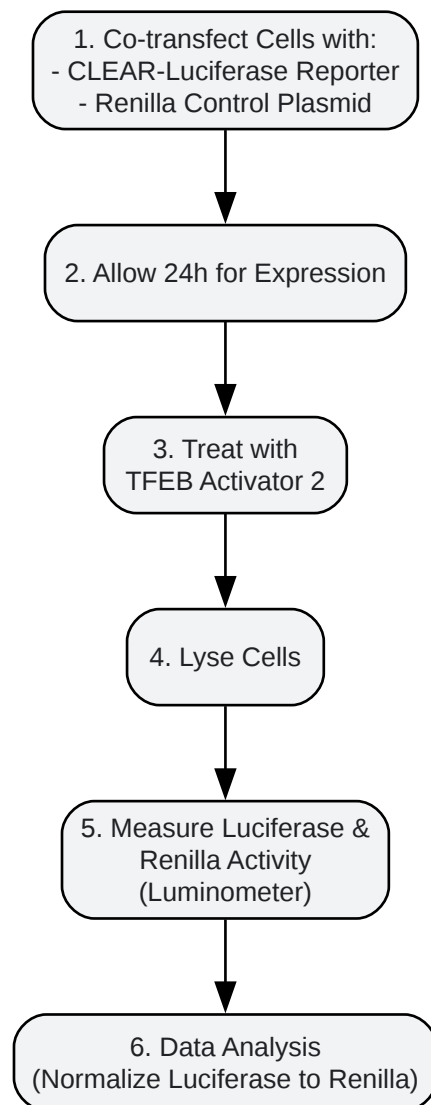 1. Co-transfect Cells with:
- CLEAR-Luciferase Reporter
- Renilla Control Plasmid
2. Allow 24h for Expression
3. Treat with
TFEB Activator 2
4. Lyse Cells
5. Measure Luciferase &
Renilla Activity
(Luminometer)
6. Data Analysis
(Normalize Luciferase to Renilla)